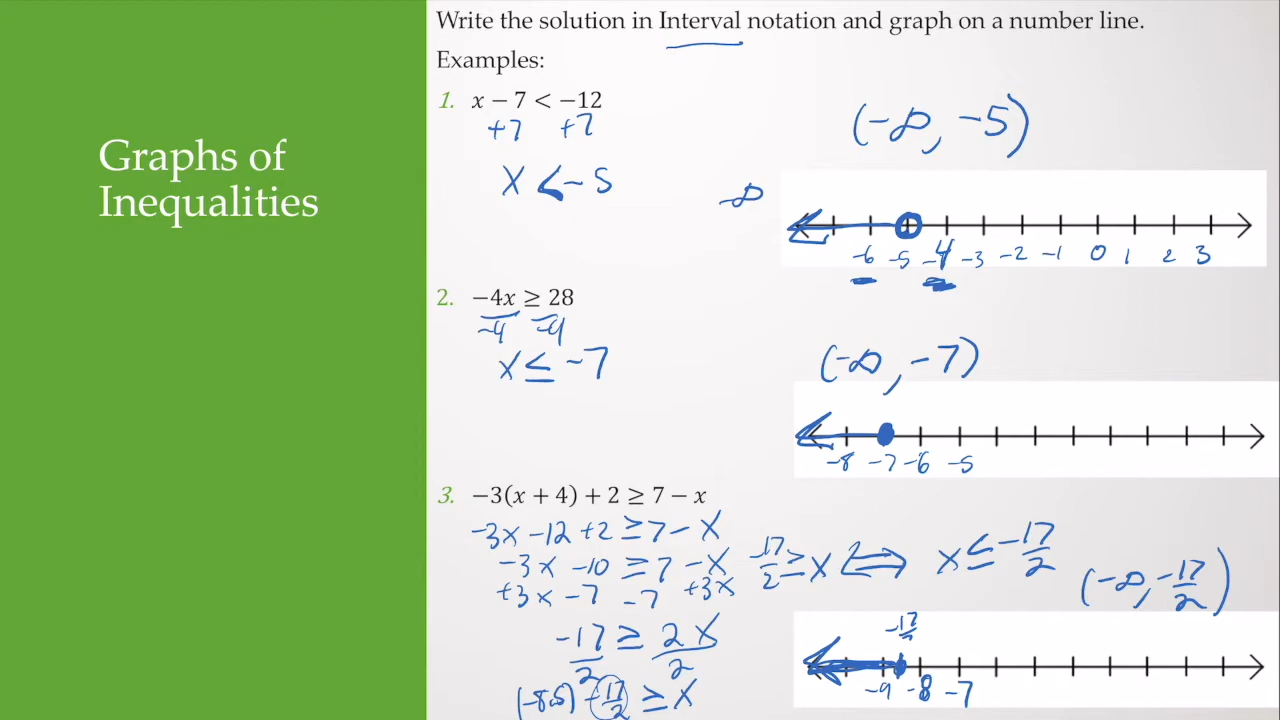 Graphs of
Inequalities
Write the solution in Interval notation and graph on a number line.
Examples:
1. x − 7 < −12
+7 +7
x < −5
(−∞, −5)
−∞
−6 −5 −4 −3 −2 −1 0 1 2 3
2. −4x ≥ 28
−4 −4
x ≤ −7
(−∞, −7)
−8 −7 −6 −5
3. −3(x + 4) + 2 ≥ 7 − x
−3x −12 +2 ≥ 7 − x
−3x −10 ≥ 7 − x
+3x −7 −7 +3x
−17 ≥ 2x
2 2
(−8.5) −17/2 ≥ x
−17/2 ≥ x ⟺ x ≤ −17/2
(−∞, −17/2)
−17/2
−9 −8 −7